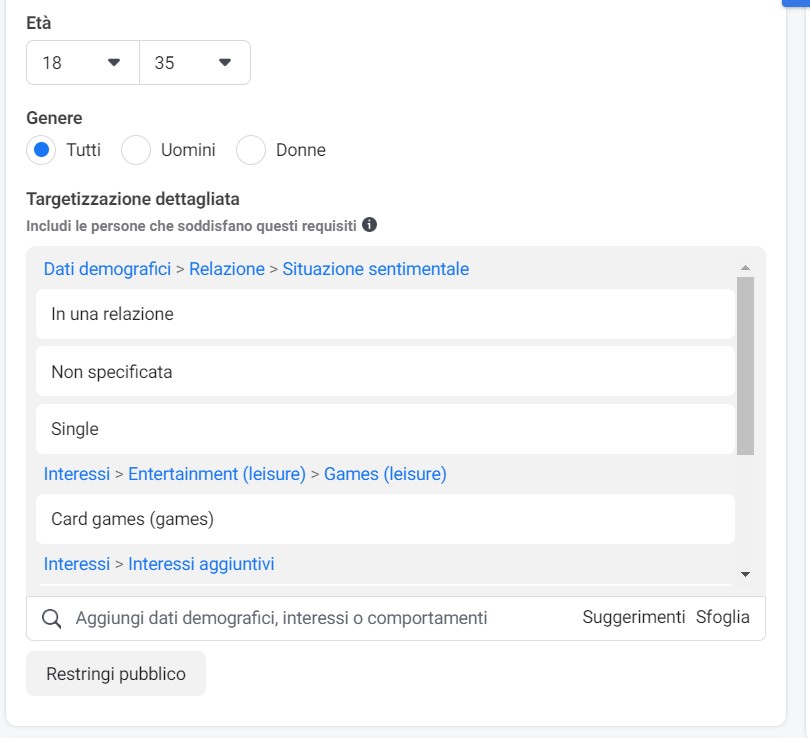 Età
18 35
Genere
Tutti Uomini Donne
Targetizzazione dettagliata
Includi le persone che soddisfano questi requisiti
Dati demografici > Relazione > Situazione sentimentale
In una relazione
Non specificata
Single
Interessi > Entertainment (leisure) > Games (leisure)
Card games (games)
Interessi > Interessi aggiuntivi
Aggiungi dati demografici, interessi o comportamenti Suggerimenti Sfoglia
Restringi pubblico